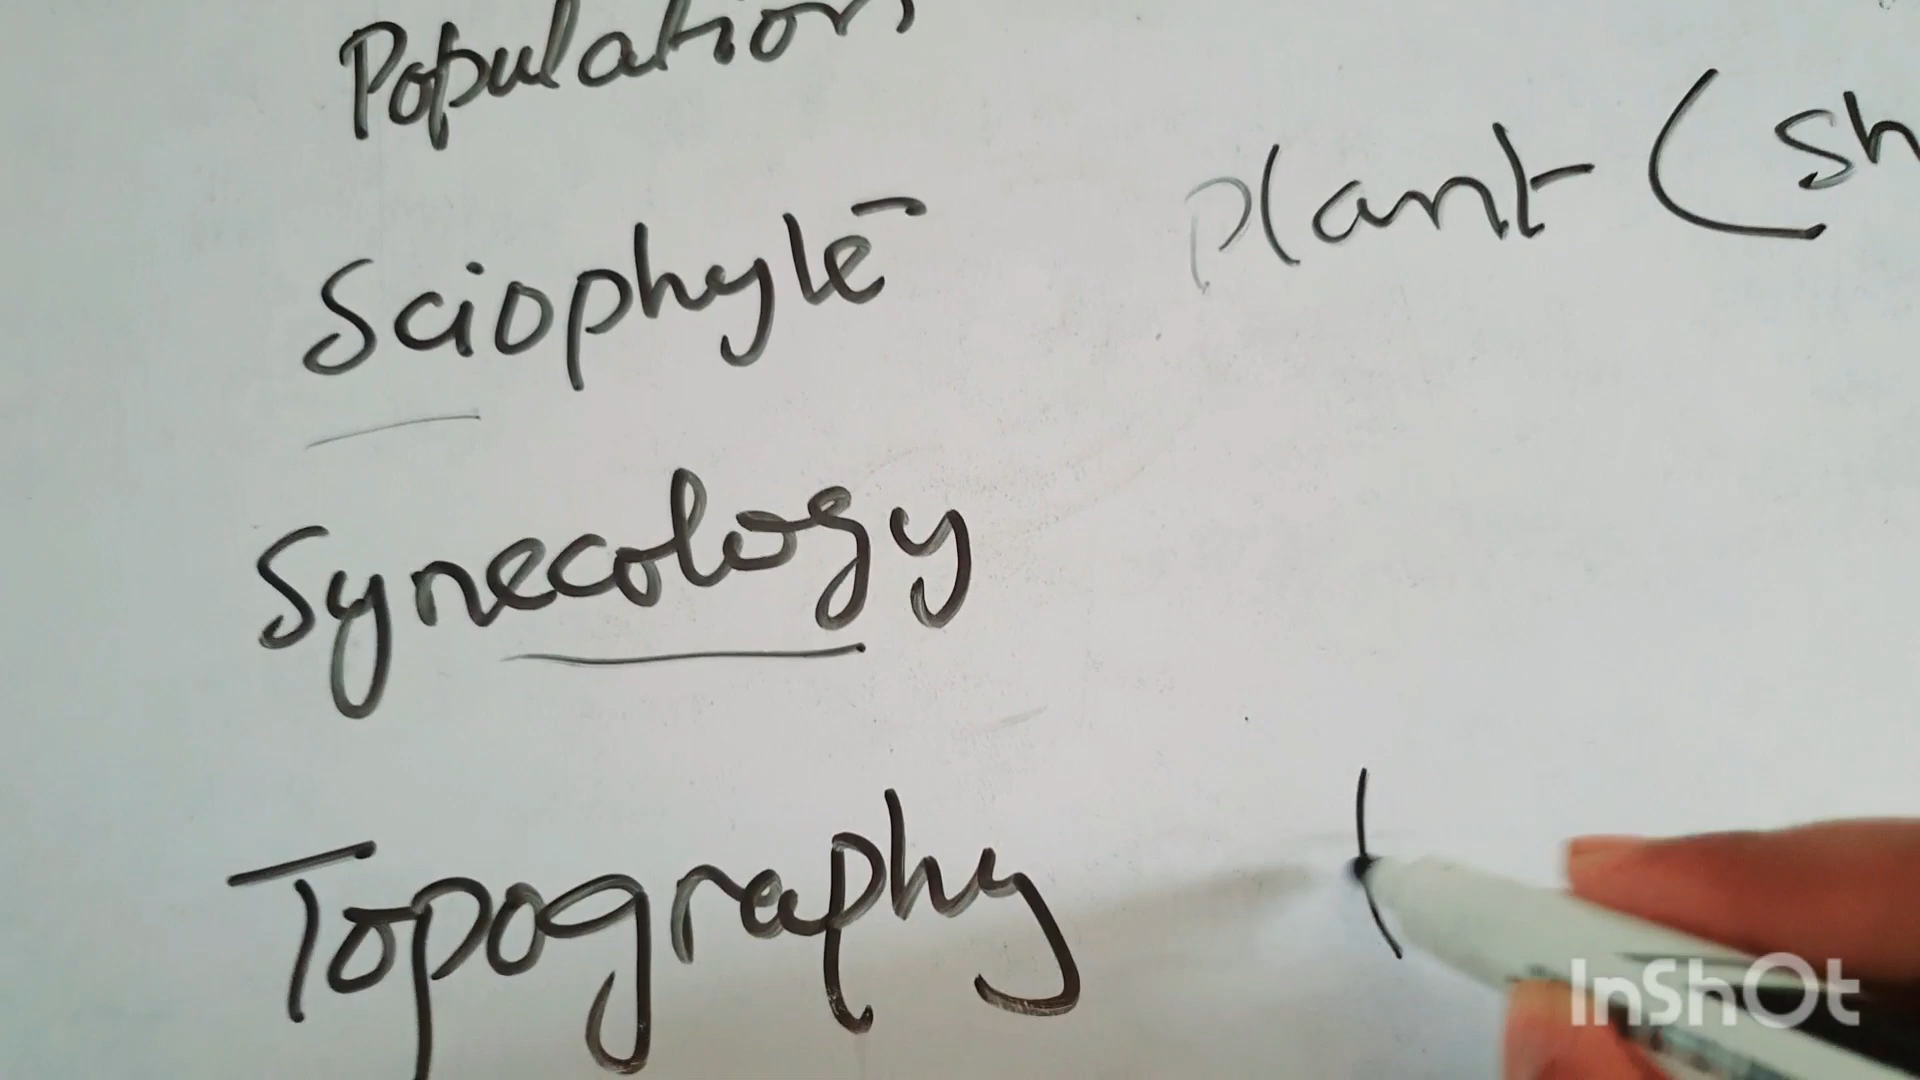 Population
Sciophyte plant (sh
Synecology
Topography (
InShOt